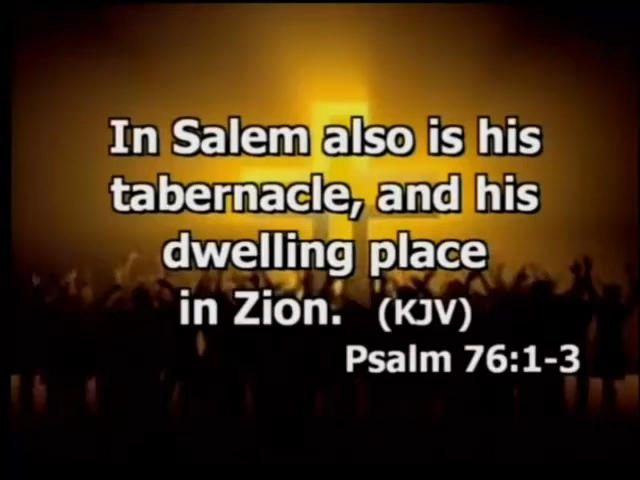 In Salem also is his
tabernacle, and his
dwelling place
in Zion. (KJV)
Psalm 76:1-3